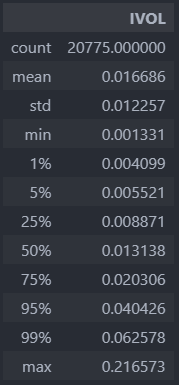 IVOL
count 20775.000000
mean 0.016686
std 0.012257
min 0.001331
1% 0.004099
5% 0.005521
25% 0.008871
50% 0.013138
75% 0.020306
95% 0.040426
99% 0.062578
max 0.216573